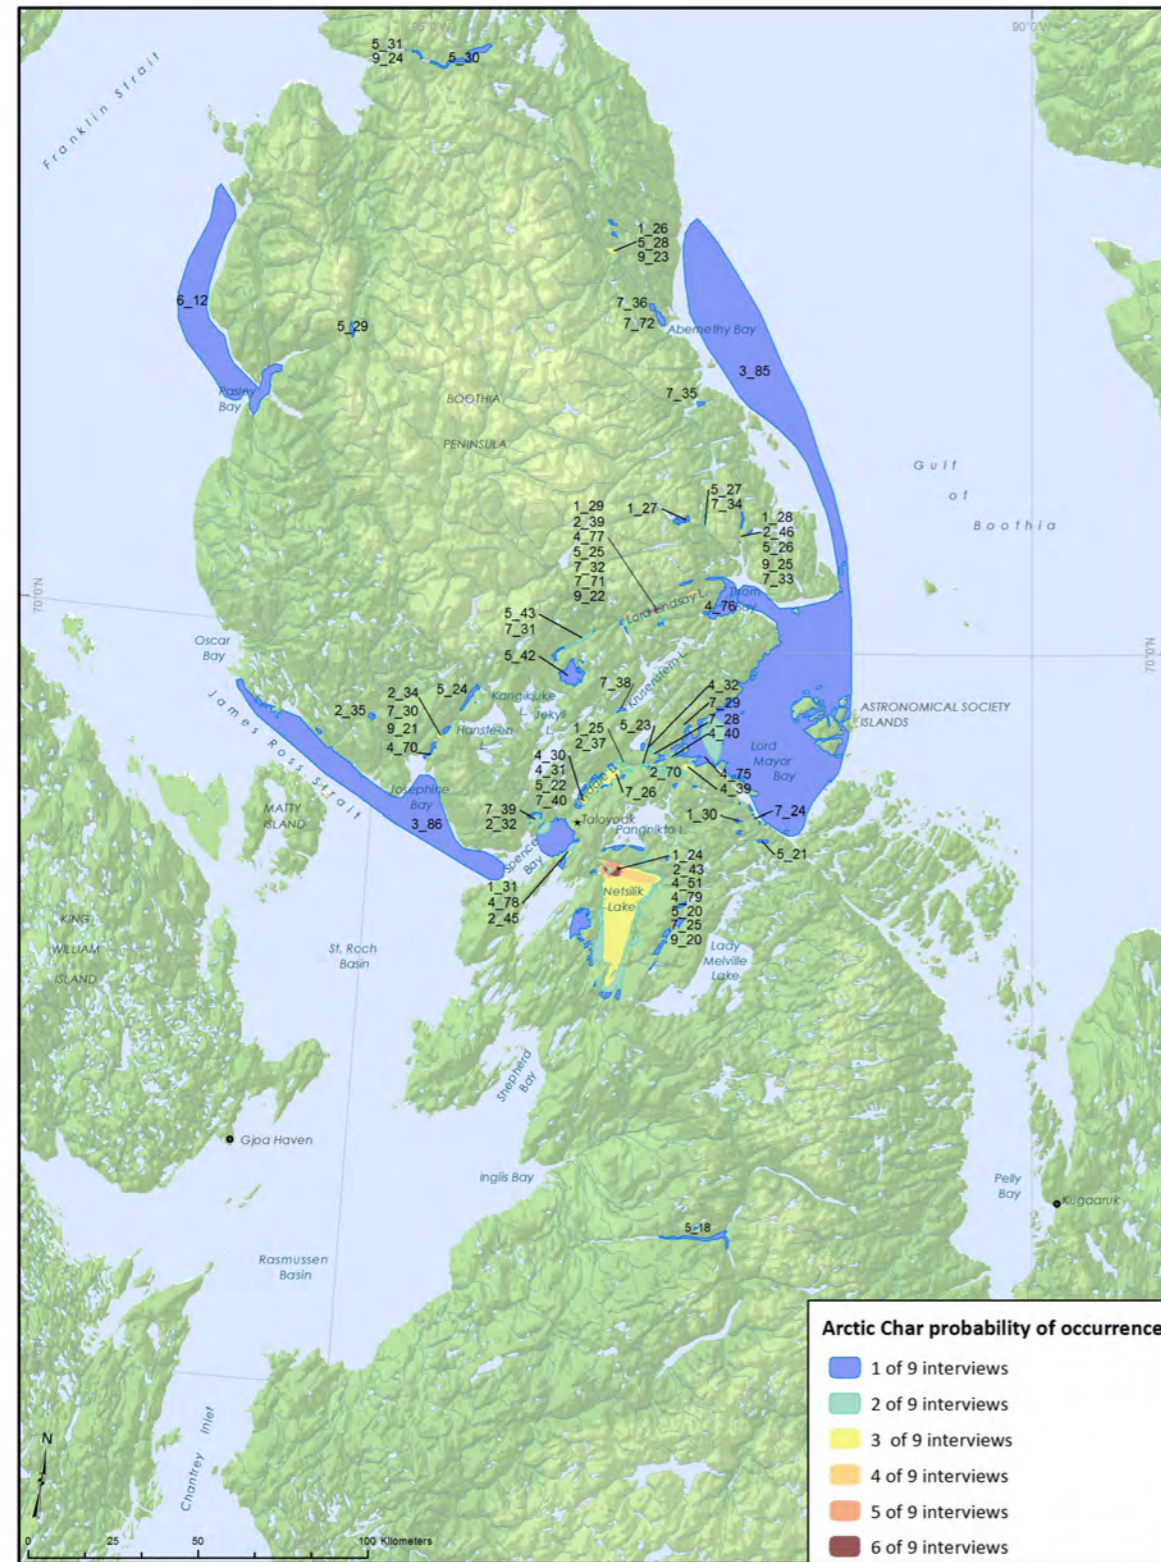 95°0'W
90°0'W
5_31
9_24
5_30
Franklin Strait
1_26
5_28
9_23
6_12
5_29
7_36
7_72
Abernethy Bay
3_85
Pasley
Bay
7_35
BOOTHIA
PENINSULA
Gulf
of
Boothia
1_29
2_39
4_77
5_25
7_32
7_71
9_22
1_27
5_27
7_34
1_28
2_46
5_26
9_25
7_33
70°0'N
Lord Lindsay L.
Thom
Bay
4_76
5_43
7_31
5_42
Oscar
Bay
70°0'N
Krusenstern L.
7_38
4_32
7_29
7_28
4_40
5_24
Kangikjuke
L.
Jekyll
L.
2_34
7_30
9_21
4_70
2_35
Hansteen
L.
1_25
2_37
5_23
ASTRONOMICAL SOCIETY
ISLANDS
James Ross Strait
4_30
4_31
5_22
7_40
Lord
Mayor
Bay
2_70
4_75
4_39
7_26
Josephine
Bay
MATTY
ISLAND
3_86
7_39
2_32
Taloyoak
1_30
7_24
Pangnikto L.
5_21
Spence
Bay
1_31
4_78
2_45
1_24
2_43
4_51
4_79
5_20
7_25
9_20
Netsilik
Lake
KING
WILLIAM
ISLAND
St. Roch
Basin
Lady
Melville
Lake
Shepherd
Bay
Gjoa Haven
Inglis Bay
Pelly
Bay
Kugaaruk
5_18
Rasmussen
Basin
Chantrey Inlet
N
0 25 50 100 Kilometers
Arctic Char probability of occurrence
1 of 9 interviews
2 of 9 interviews
3 of 9 interviews
4 of 9 interviews
5 of 9 interviews
6 of 9 interviews